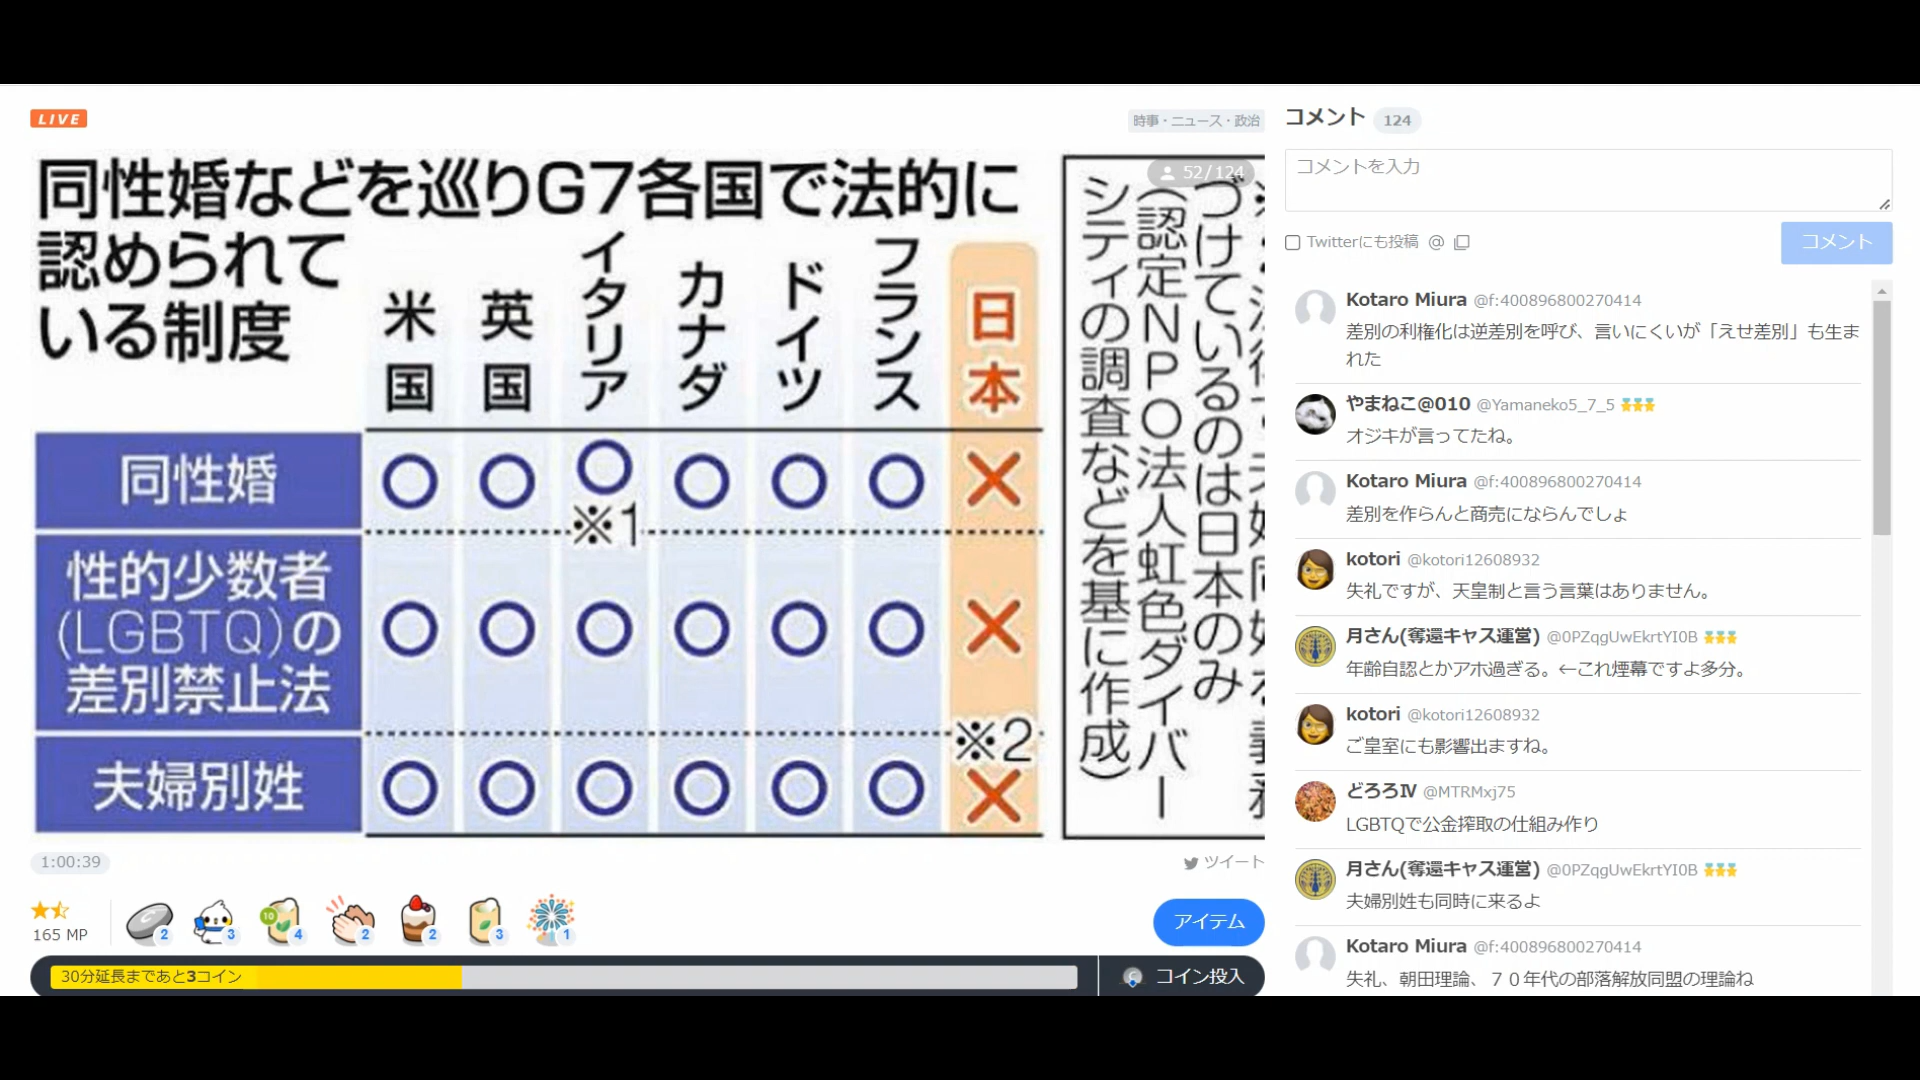 LIVE
時事・ニュース・政治
同性婚などを巡りG7各国で法的に
認められて
いる制度
米国
英国
イタリア
カナダ
ドイツ
フランス
日本
同性婚
○ ○ ○ ○ ○ ○ ×
※1
性的少数者
(LGBTQ)の
差別禁止法
○ ○ ○ ○ ○ ○ ×
※2
夫婦別姓
○ ○ ○ ○ ○ ○ ×
52/124
づけているのは日本のみ
(認定NPO法人虹色ダイバー
シティの調査などを基に作成)
1:00:39
ツイート
165 MP
2
3
10
4
2
2
3
1
アイテム
30分延長まであと3コイン
コイン投入
コメント 124
コメントを入力
Twitterにも投稿 @
コメント
Kotaro Miura @f:400896800270414
差別の利権化は逆差別を呼び、言いにくいが「えせ差別」も生ま
れた
やまねこ@010 @Yamaneko5_7_5
オジキが言ってたね。
Kotaro Miura @f:400896800270414
差別を作らんと商売にならんでしょ
kotori @kotori12608932
失礼ですが、天皇制と言う言葉はありません。
月さん(奪還キャス運営) @0PZqgUwEkrtYI0B
年齢自認とかアホ過ぎる。←これ煙幕ですよ多分。
kotori @kotori12608932
ご皇室にも影響出ますね。
どろろⅣ @MTRMxj75
LGBTQで公金搾取の仕組み作り
月さん(奪還キャス運営) @0PZqgUwEkrtYI0B
夫婦別姓も同時に来るよ
Kotaro Miura @f:400896800270414
失礼、朝田理論、７０年代の部落解放同盟の理論ね